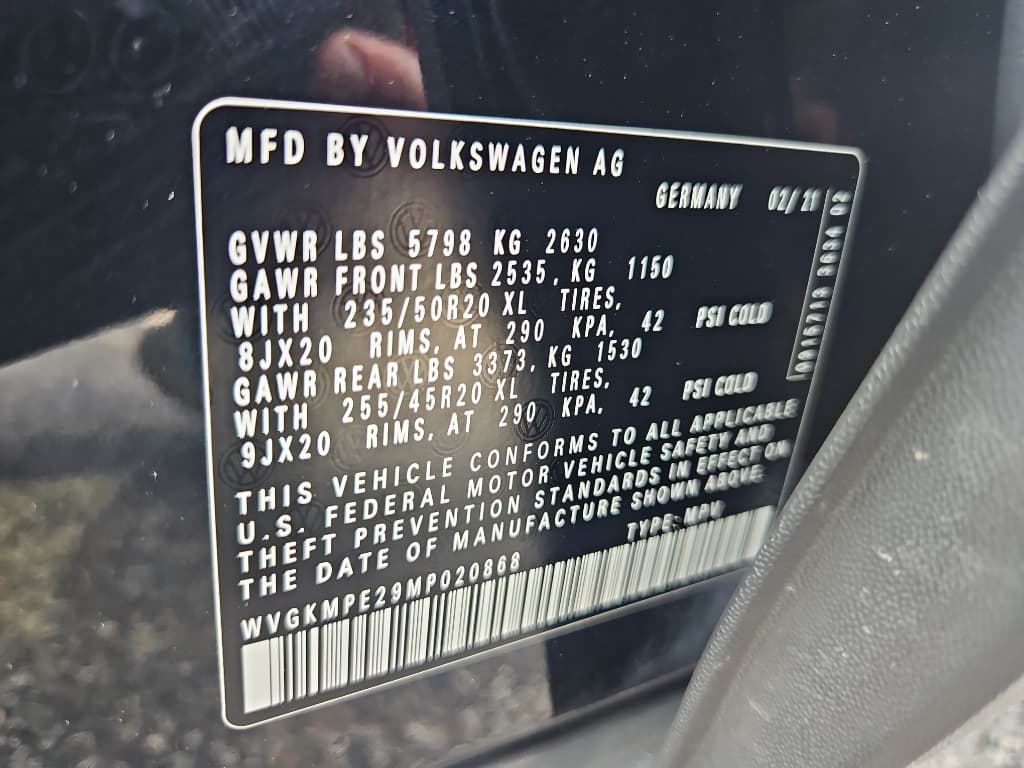 MFD BY VOLKSWAGEN AG
GERMANY 02/21
GVWR LBS 5798 KG 2630
GAWR FRONT LBS 2535, KG 1150
WITH 235/50R20 XL TIRES,
8JX20 RIMS, AT 290 KPA, 42 PSI COLD
GAWR REAR LBS 3373, KG 1530
WITH 255/45R20 XL TIRES,
9JX20 RIMS, AT 290 KPA, 42 PSI COLD
THIS VEHICLE CONFORMS TO ALL APPLICABLE
U.S. FEDERAL MOTOR VEHICLE SAFETY AND
THEFT PREVENTION STANDARDS IN EFFECT ON
THE DATE OF MANUFACTURE SHOWN ABOVE
TYPE: MPV
WVGKMPE29MP020868